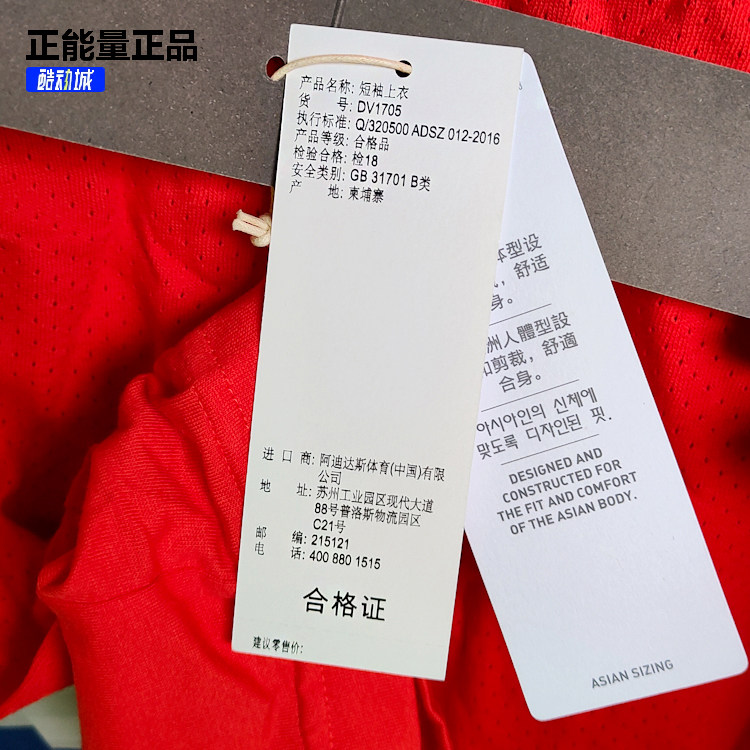 正能量正品
酷动城
产品名称: 短袖上衣
货 号: DV1705
执行标准: Q/320500 ADSZ 012-2016
产品等级: 合格品
检验合格: 检18
安全类别: GB 31701 B类
产 地: 柬埔寨
进 口 商: 阿迪达斯体育(中国)有限
公司
地 址: 苏州工业园区现代大道
88号普洛斯物流园区
C21号
邮 编: 215121
电 话: 400 880 1515
合格证
建议零售价:
体型设
舒适
身。
洲人體型設
和剪裁，舒適
合身。
아시아인의 신체에
맞도록 디자인된 핏.
DESIGNED AND
CONSTRUCTED FOR
THE FIT AND COMFORT
OF THE ASIAN BODY.
ASIAN SIZING